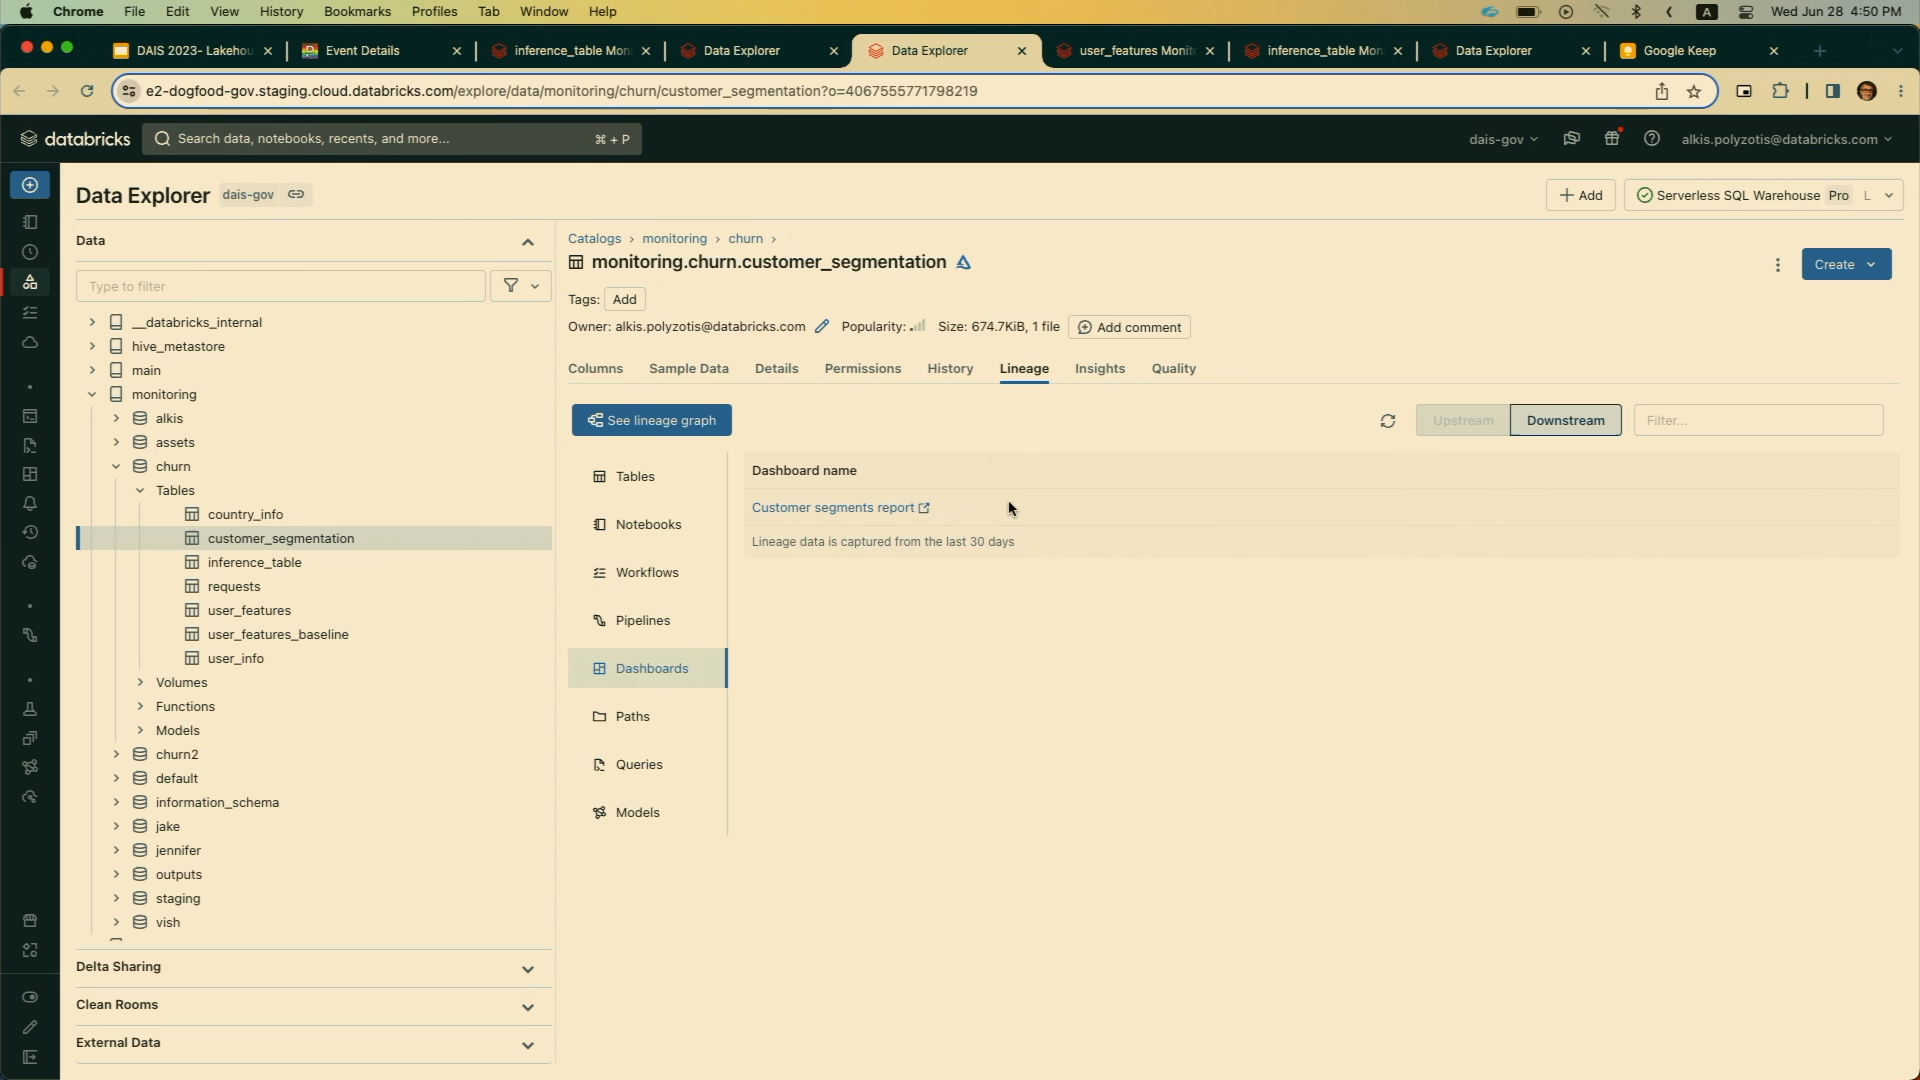 Chrome File Edit View History Bookmarks Profiles Tab Window Help
A Wed Jun 28 4:50 PM
DAIS 2023- Lakehou
Event Details
inference_table Mon
Data Explorer
Data Explorer
user_features Monit
inference_table Mon
Data Explorer
Google Keep
e2-dogfood-gov.staging.cloud.databricks.com/explore/data/monitoring/churn/customer_segmentation?o=4067555771798219
databricks
Search data, notebooks, recents, and more...
⌘ + P
dais-gov
alkis.polyzotis@databricks.com
Data Explorer
dais-gov
Add
Serverless SQL Warehouse Pro L
Data
Type to filter
__databricks_internal
hive_metastore
main
monitoring
alkis
assets
churn
Tables
country_info
customer_segmentation
inference_table
requests
user_features
user_features_baseline
user_info
Volumes
Functions
Models
churn2
default
information_schema
jake
jennifer
outputs
staging
vish
Delta Sharing
Clean Rooms
External Data
Catalogs › monitoring › churn ›
monitoring.churn.customer_segmentation
Create
Tags: Add
Owner: alkis.polyzotis@databricks.com Popularity: Size: 674.7KiB, 1 file Add comment
Columns Sample Data Details Permissions History Lineage Insights Quality
See lineage graph
Upstream Downstream
Filter...
Tables
Notebooks
Workflows
Pipelines
Dashboards
Paths
Queries
Models
Dashboard name
Customer segments report
Lineage data is captured from the last 30 days